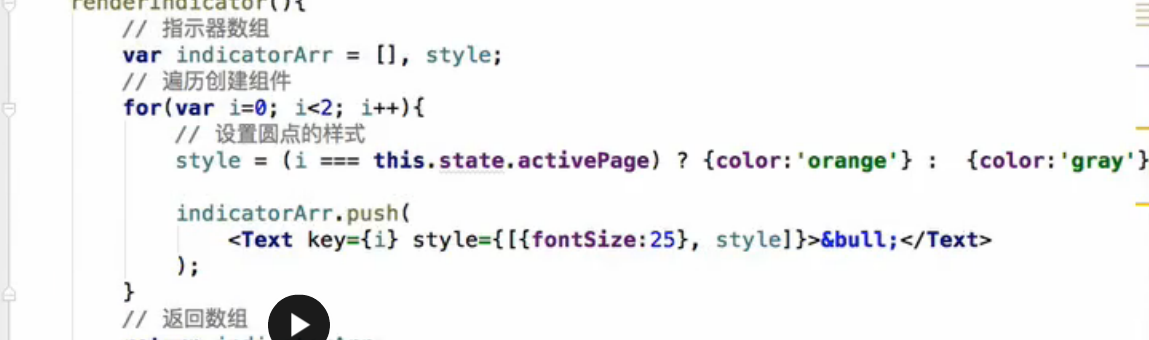 renderIndicator(){
// 指示器数组
var indicatorArr = [], style;
// 遍历创建组件
for(var i=0; i<2; i++){
// 设置圆点的样式
style = (i === this.state.activePage) ? {color:'orange'} :  {color:'gray'}
indicatorArr.push(
<Text key={i} style={[{fontSize:25}, style]}>&bull;</Text>
);
}
// 返回数组